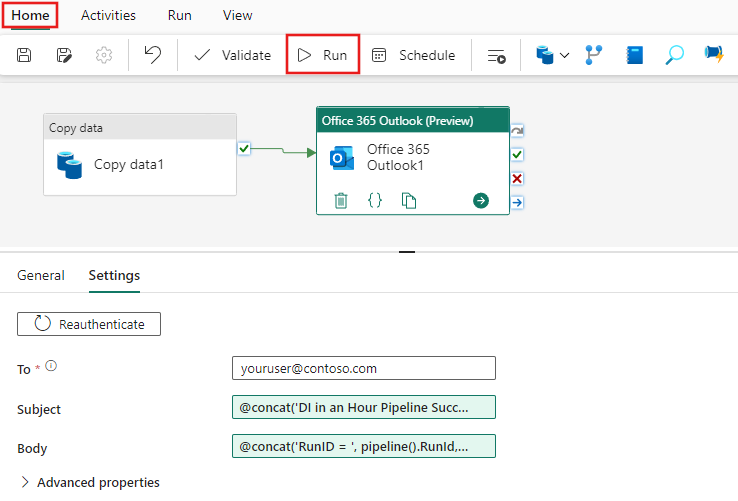 Home Activities Run View
Validate Run Schedule
Copy data
Copy data1
Office 365 Outlook (Preview)
Office 365
Outlook1
General Settings
Reauthenticate
To *
youruser@contoso.com
Subject
@concat('DI in an Hour Pipeline Succ...
Body
@concat('RunID = ', pipeline().RunId,...
Advanced properties